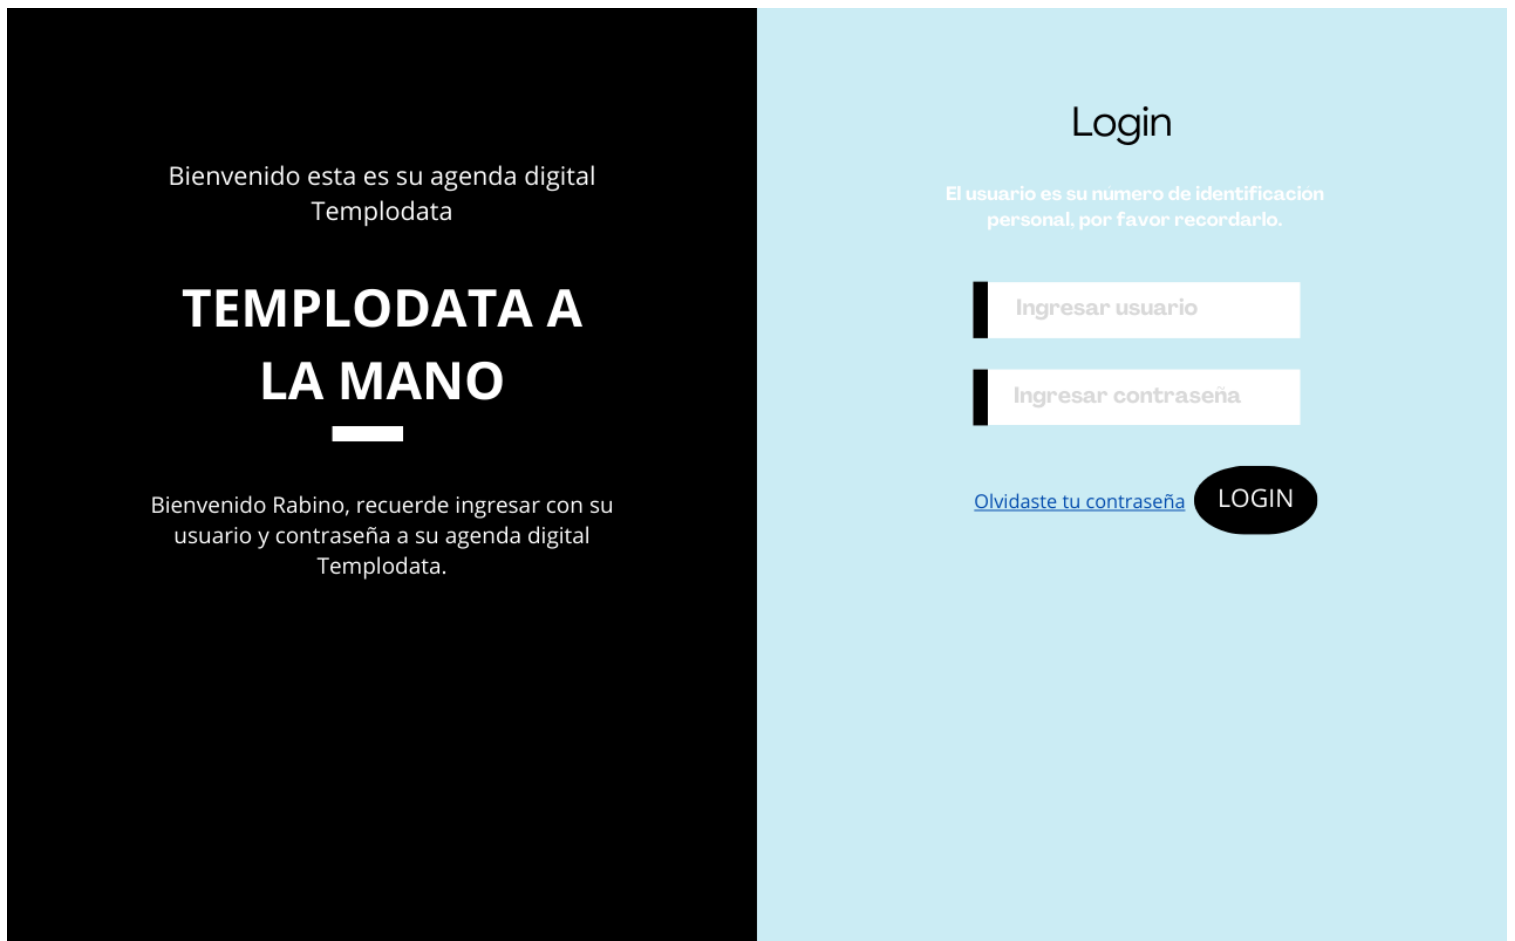 Bienvenido esta es su agenda digital
Templodata
TEMPLODATA A
LA MANO
Bienvenido Rabino, recuerde ingresar con su
usuario y contraseña a su agenda digital
Templodata.
Login
El usuario es su número de identificación
personal, por favor recordarlo.
Ingresar usuario
Ingresar contraseña
Olvidaste tu contraseña
LOGIN